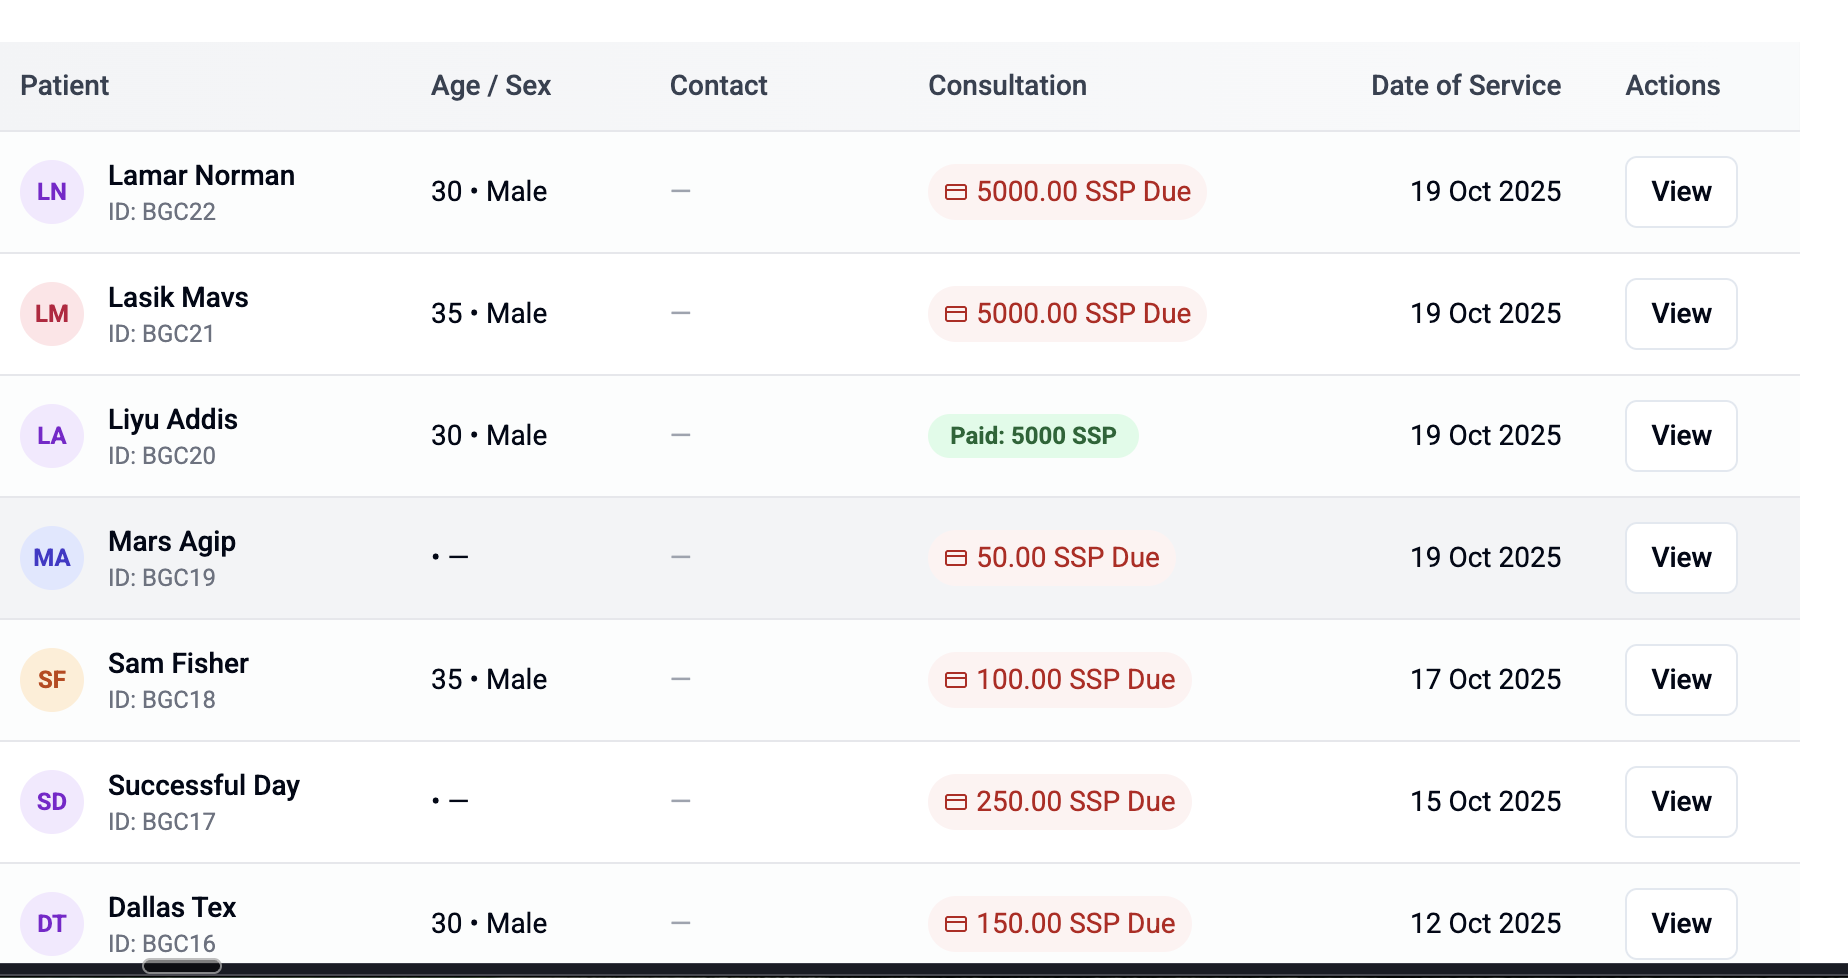 Patient Age / Sex Contact Consultation Date of Service Actions
LN Lamar Norman 30 • Male — 5000.00 SSP Due 19 Oct 2025 View
ID: BGC22
LM Lasik Mavs 35 • Male — 5000.00 SSP Due 19 Oct 2025 View
ID: BGC21
LA Liyu Addis 30 • Male — Paid: 5000 SSP 19 Oct 2025 View
ID: BGC20
MA Mars Agip • — — 50.00 SSP Due 19 Oct 2025 View
ID: BGC19
SF Sam Fisher 35 • Male — 100.00 SSP Due 17 Oct 2025 View
ID: BGC18
SD Successful Day • — — 250.00 SSP Due 15 Oct 2025 View
ID: BGC17
DT Dallas Tex 30 • Male — 150.00 SSP Due 12 Oct 2025 View
ID: BGC16